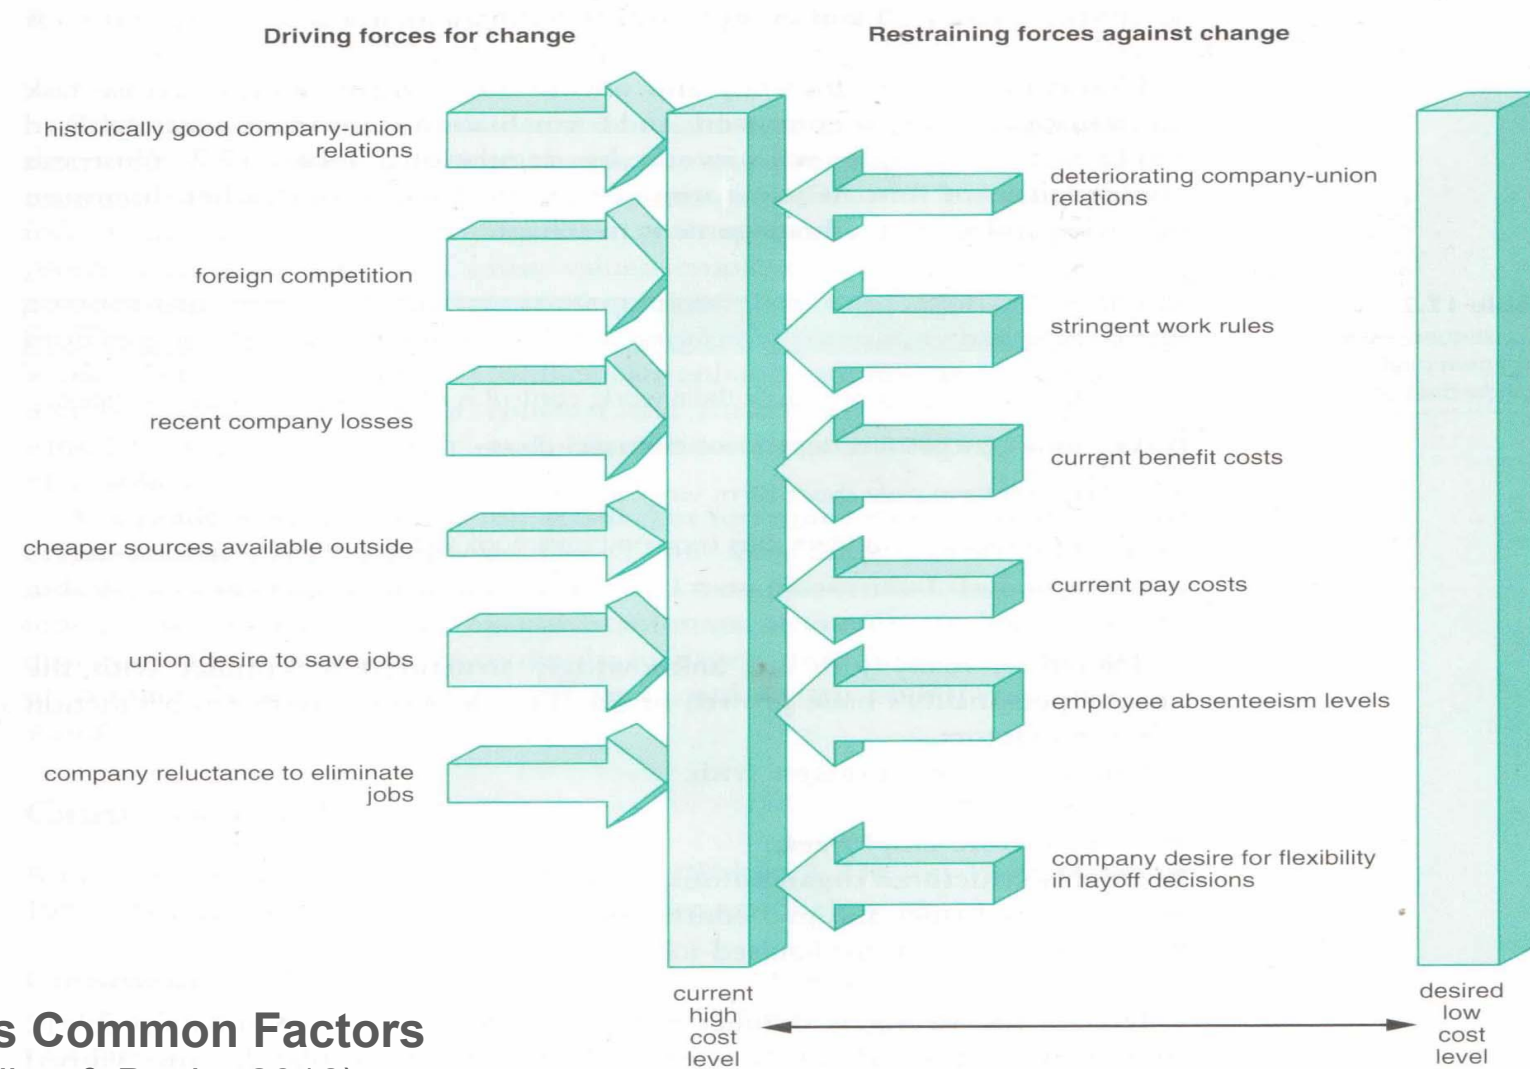 Driving forces for change
Restraining forces against change
historically good company-union
relations
foreign competition
recent company losses
cheaper sources available outside
union desire to save jobs
company reluctance to eliminate
jobs
deteriorating company-union
relations
stringent work rules
current benefit costs
current pay costs
employee absenteeism levels
company desire for flexibility
in layoff decisions
current
high
cost
level
desired
low
cost
level
s Common Factors